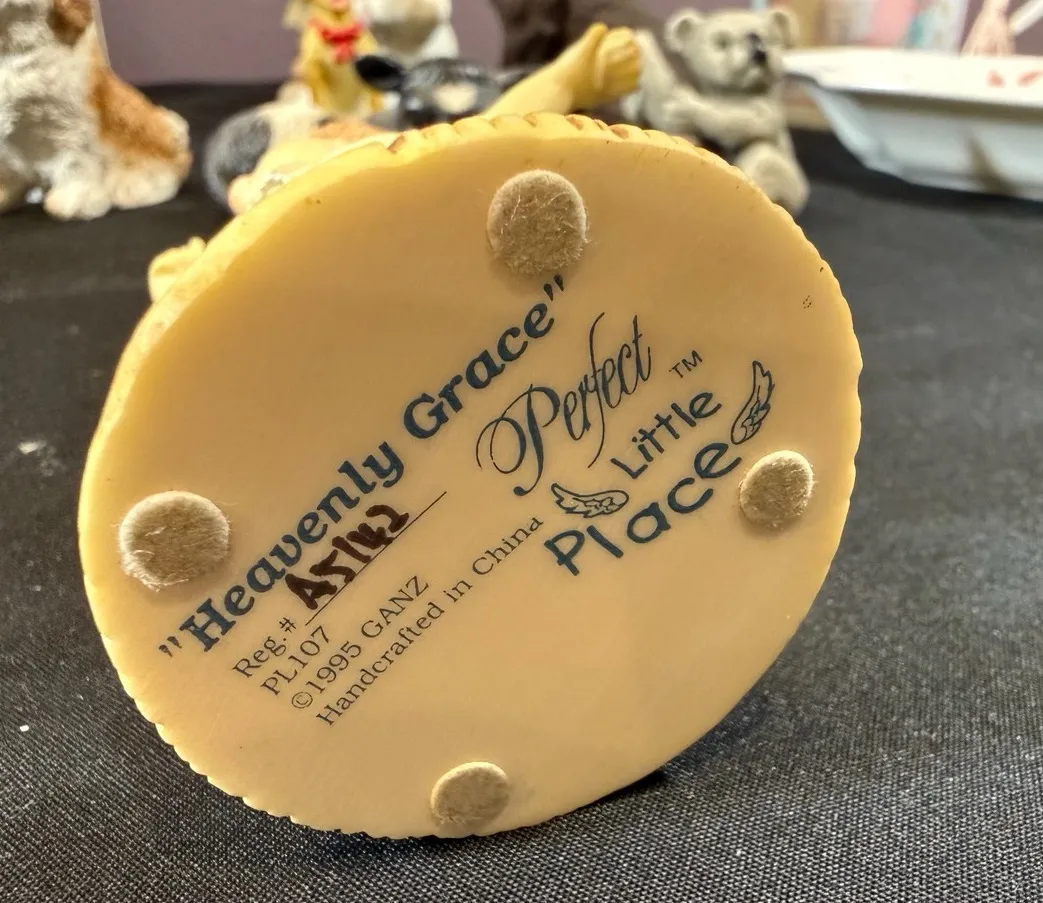 "Heavenly Grace"
Reg.# A5142
PL107
©1995 GANZ
Handcrafted in China
Perfect ™
Little
Place